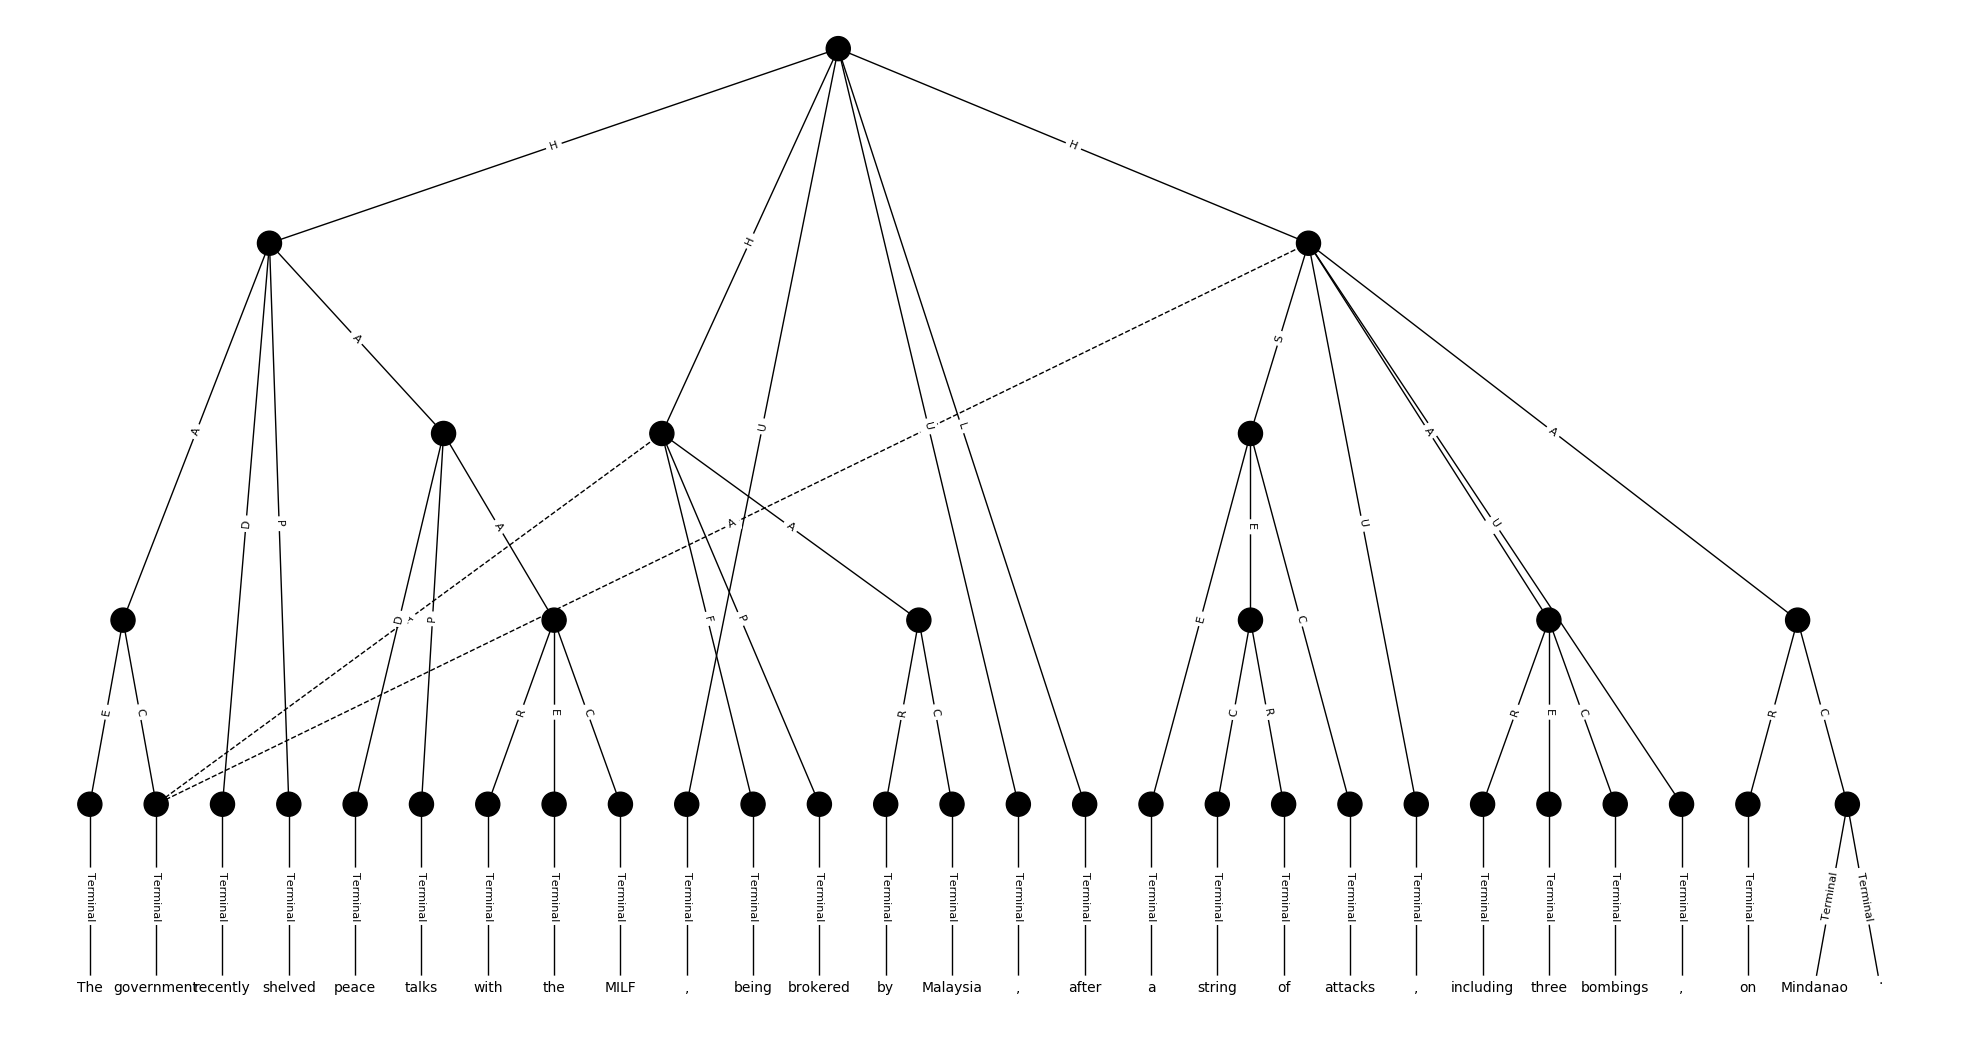 H H
H
S
A A
A U U L A A
D P A A A E U U
E D A P F P E C
E C R E C R C C R R E C R C
Terminal Terminal Terminal Terminal Terminal Terminal Terminal Terminal Terminal Terminal Terminal Terminal Terminal Terminal Terminal Terminal Terminal Terminal Terminal Terminal Terminal Terminal Terminal Terminal Terminal Terminal Terminal Terminal
The government recently shelved peace talks with the MILF , being brokered by Malaysia , after a string of attacks , including three bombings , on Mindanao .